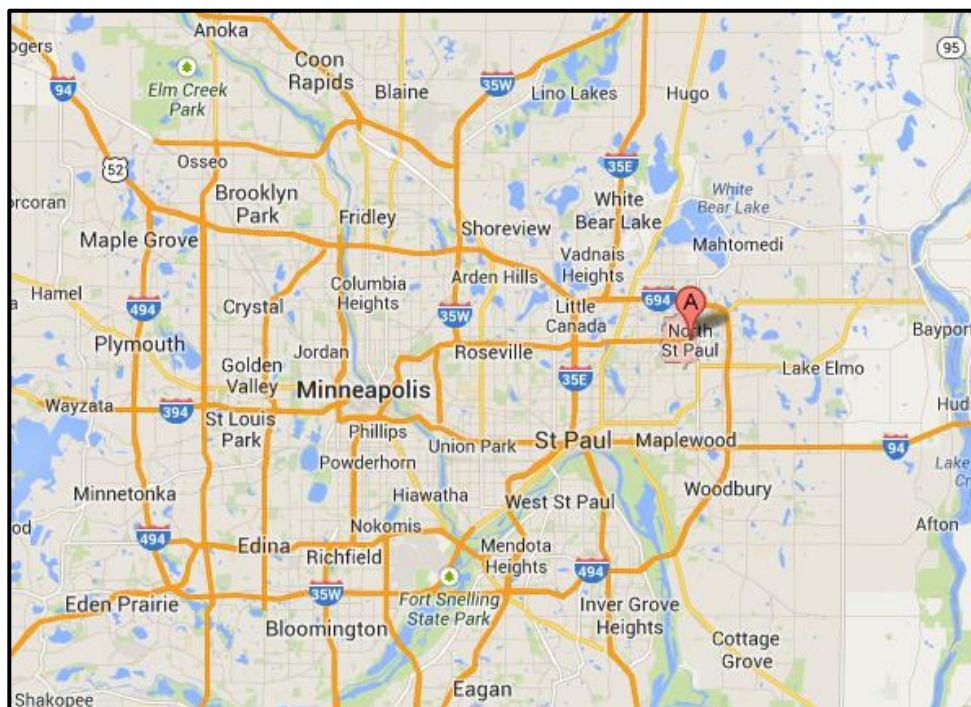 Anoka
ogers
Coon
Rapids
95
94
Elm Creek
Park
Blaine
35W
Lino Lakes
Hugo
52
Osseo
35E
orcoran
Brooklyn
Park
Fridley
White
Bear Lake
White
Bear Lake
Maple Grove
Shoreview
Mahtomedi
Vadnais
Heights
Arden Hills
Hamel
Columbia
Heights
Crystal
494
694
A
35W
Little
Canada
North
St Paul
Baypor
Plymouth
Jordan
Roseville
Golden
Valley
Lake Elmo
35E
Minneapolis
Wayzata
394
St Louis
Park
Hud
Phillips
Union Park
St Paul
Maplewood
94
Powderhorn
Lake
Cr
Minnetonka
Hiawatha
West St Paul
Woodbury
od
Nokomis
Afton
494
Edina
Richfield
Mendota
Heights
494
35W
Eden Prairie
Fort Snelling
State Park
Inver Grove
Heights
Bloomington
Cottage
Grove
Eagan
Shakopee